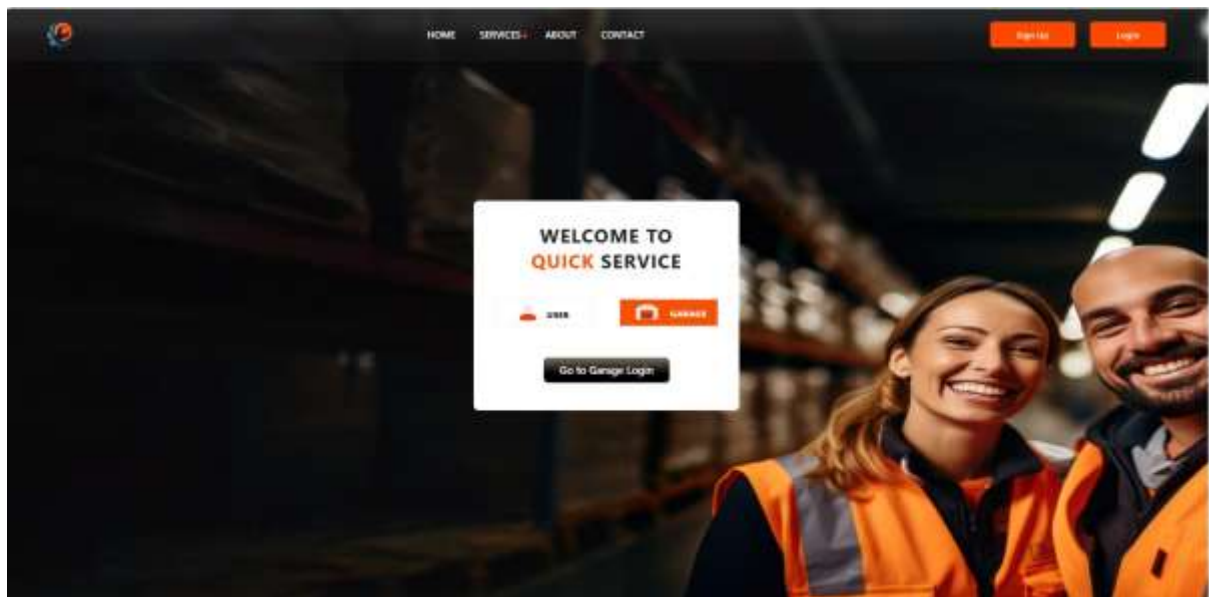 HOME SERVICES ABOUT CONTACT Sign Up Login
WELCOME TO
QUICK SERVICE
USER GARAGE
Go to Garage Login